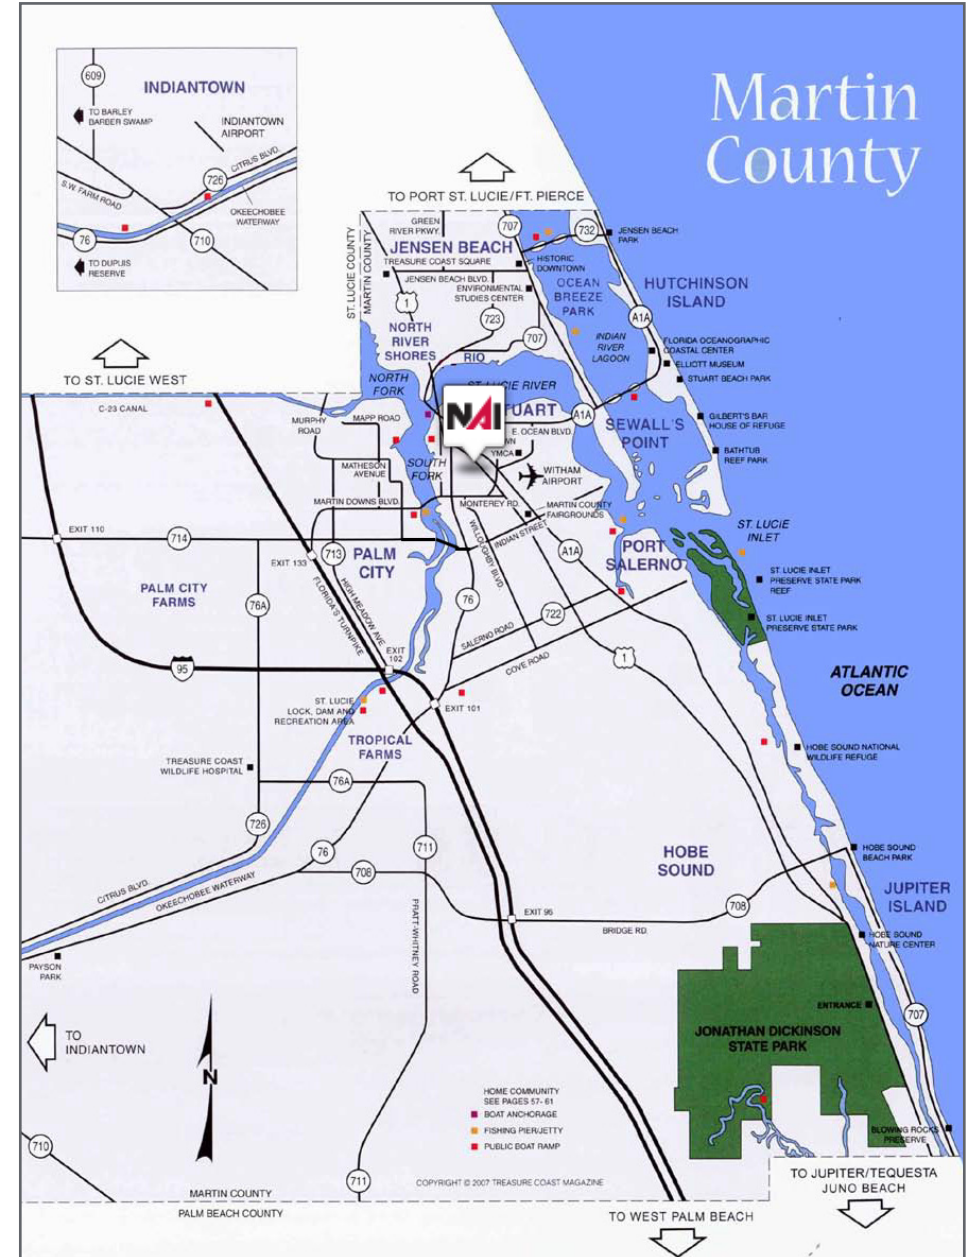 Martin
County
609
INDIANTOWN
TO BARLEY
BARBER SWAMP
INDIANTOWN
AIRPORT
CITRUS BLVD.
726
S.W. FARM ROAD
OKEECHOBEE
WATERWAY
76
710
TO DUPUIS
RESERVE
TO PORT ST. LUCIE/FT. PIERCE
ST. LUCIE COUNTY
MARTIN COUNTY
GREEN
RIVER PKWY.
707
732
JENSEN BEACH
PARK
JENSEN BEACH
TREASURE COAST SQUARE
HISTORIC
DOWNTOWN
JENSEN BEACH BLVD.
ENVIRONMENTAL
STUDIES CENTER
OCEAN
BREEZE
PARK
HUTCHINSON
ISLAND
1
723
A1A
NORTH
RIVER
SHORES
707
INDIAN
RIVER
LAGOON
FLORIDA OCEANOGRAPHIC
COASTAL CENTER
RIO
ELLIOTT MUSEUM
STUART BEACH PARK
TO ST. LUCIE WEST
NORTH
FORK
ST. LUCIE RIVER
C-23 CANAL
MURPHY
ROAD
MAPP ROAD
NAI
STUART
A1A
SEWALL'S
POINT
GILBERT'S BAR
HOUSE OF REFUGE
E. OCEAN BLVD.
YMCA
BATHTUB
REEF PARK
MATHESON
AVENUE
SOUTH
FORK
WITHAM
AIRPORT
MARTIN DOWNS BLVD.
MONTEREY RD.
MARTIN COUNTY
FAIRGROUNDS
EXIT 110
714
713
EXIT 133
PALM
CITY
WILLOUGHBY BLVD.
INDIAN STREET
A1A
PORT
SALERNO
ST. LUCIE
INLET
ST. LUCIE INLET
PRESERVE STATE PARK
REEF
PALM CITY
FARMS
76A
FLORIDA'S TURNPIKE
HIGH MEADOW AVE.
76
722
SALERNO ROAD
COVE ROAD
ST. LUCIE INLET
PRESERVE STATE PARK
95
EXIT
102
1
ATLANTIC
OCEAN
ST. LUCIE
LOCK, DAM AND
RECREATION AREA
EXIT 101
TROPICAL
FARMS
HOBE SOUND NATIONAL
WILDLIFE REFUGE
TREASURE COAST
WILDLIFE HOSPITAL
76A
726
76
711
HOBE
SOUND
HOBE SOUND
BEACH PARK
708
CITRUS BLVD.
OKEECHOBEE WATERWAY
JUPITER
ISLAND
708
EXIT 96
BRIDGE RD.
PRATT-WHITNEY ROAD
HOBE SOUND
NATURE CENTER
PAYSON
PARK
ENTRANCE
707
TO
INDIANTOWN
JONATHAN DICKINSON
STATE PARK
N
HOME COMMUNITY
SEE PAGES 57- 61
BOAT ANCHORAGE
FISHING PIER/JETTY
PUBLIC BOAT RAMP
BLOWING ROCKS
PRESERVE
710
711
COPYRIGHT © 2007 TREASURE COAST MAGAZINE
TO JUPITER/TEQUESTA
JUNO BEACH
MARTIN COUNTY
PALM BEACH COUNTY
TO WEST PALM BEACH